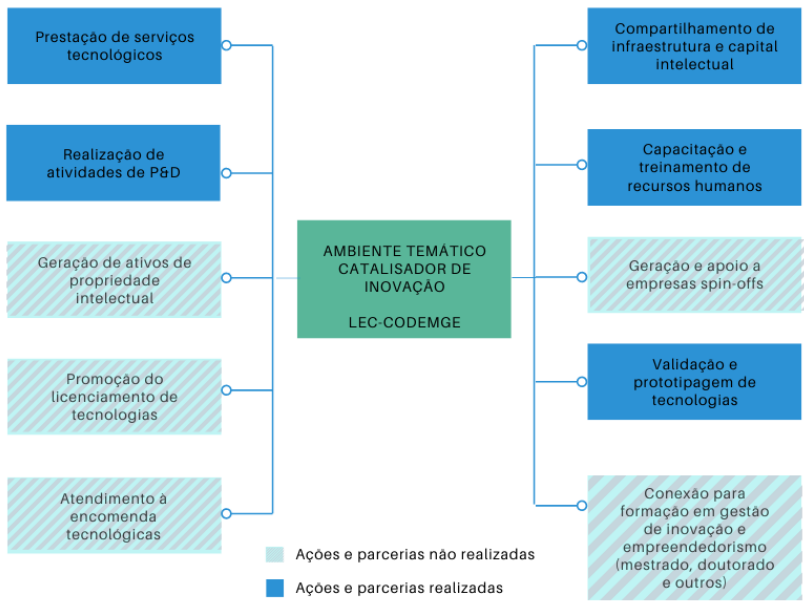 Prestação de serviços
tecnológicos
Realização de
atividades de P&D
Geração de ativos de
propriedade
intelectual
Promoção do
licenciamento de
tecnologias
Atendimento à
encomenda
tecnológicas
AMBIENTE TEMÁTICO
CATALISADOR DE
INOVAÇÃO
LEC-CODEMGE
Compartilhamento de
infraestrutura e capital
intelectual
Capacitação e
treinamento de
recursos humanos
Geração e apoio a
empresas spin-offs
Validação e
prototipagem de
tecnologias
Conexão para
formação em gestão
de inovação e
empreendedorismo
(mestrado, doutorado
e outros)
Ações e parcerias não realizadas
Ações e parcerias realizadas